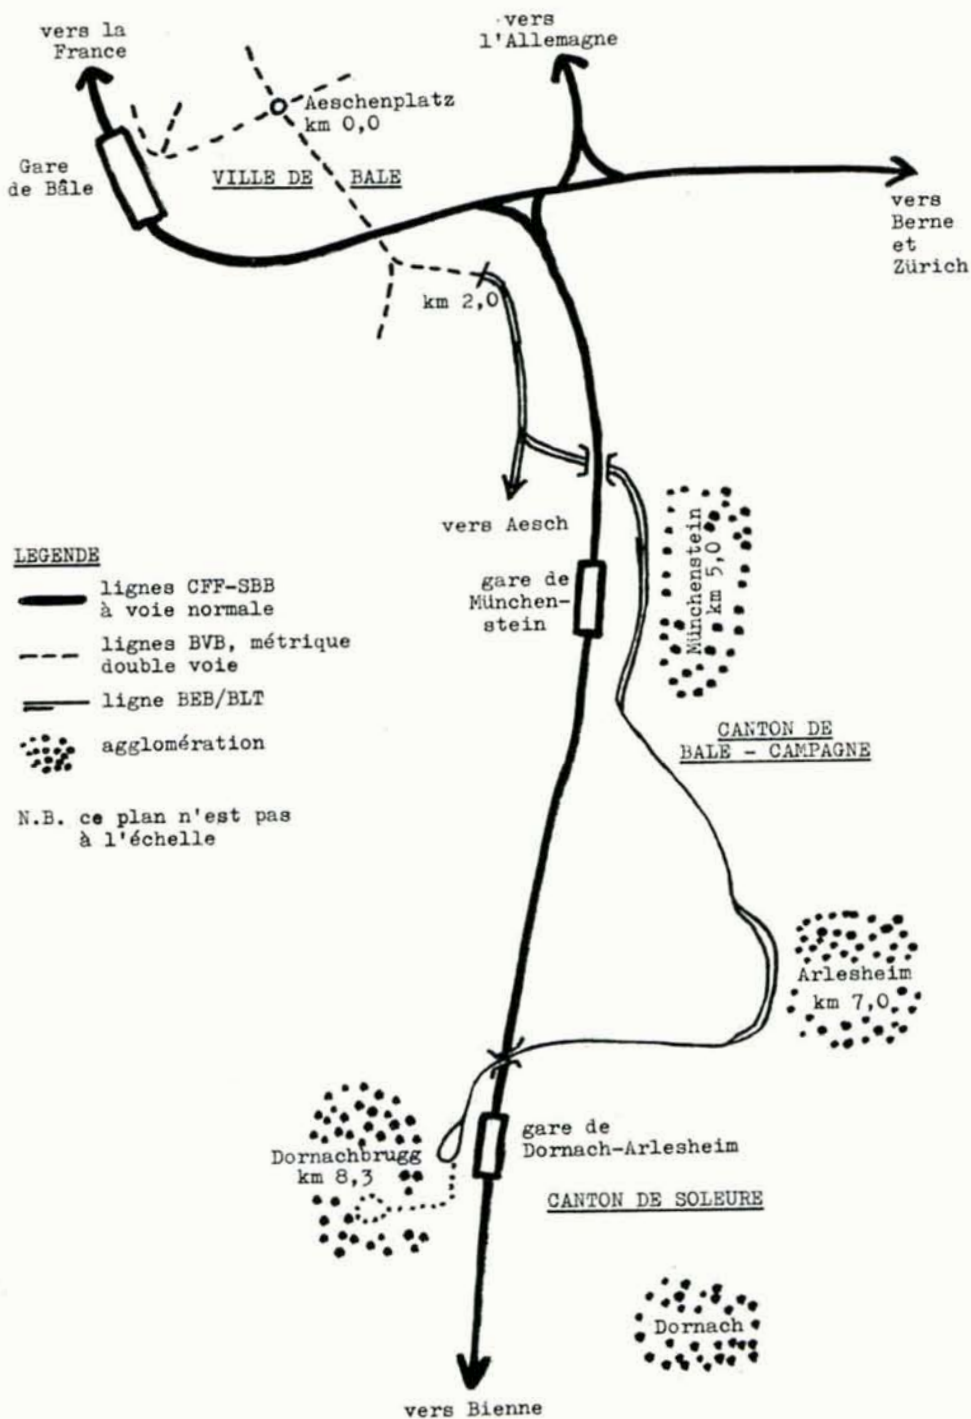 vers la
France
vers
l'Allemagne
Aeschenplatz
km 0,0
Gare
de Bâle
VILLE DE BALE
vers
Berne
et
Zürich
km 2,0
vers Aesch
Münchenstein
km 5,0
LEGENDE
lignes CFF-SBB
à voie normale
lignes BVB, métrique
double voie
ligne BEB/BLT
agglomération
N.B. ce plan n'est pas
à l'échelle
gare de
München-
stein
CANTON DE
BALE - CAMPAGNE
Arlesheim
km 7,0
Dornachbrugg
km 8,3
gare de
Dornach-Arlesheim
CANTON DE SOLEURE
Dornach
vers Bienne